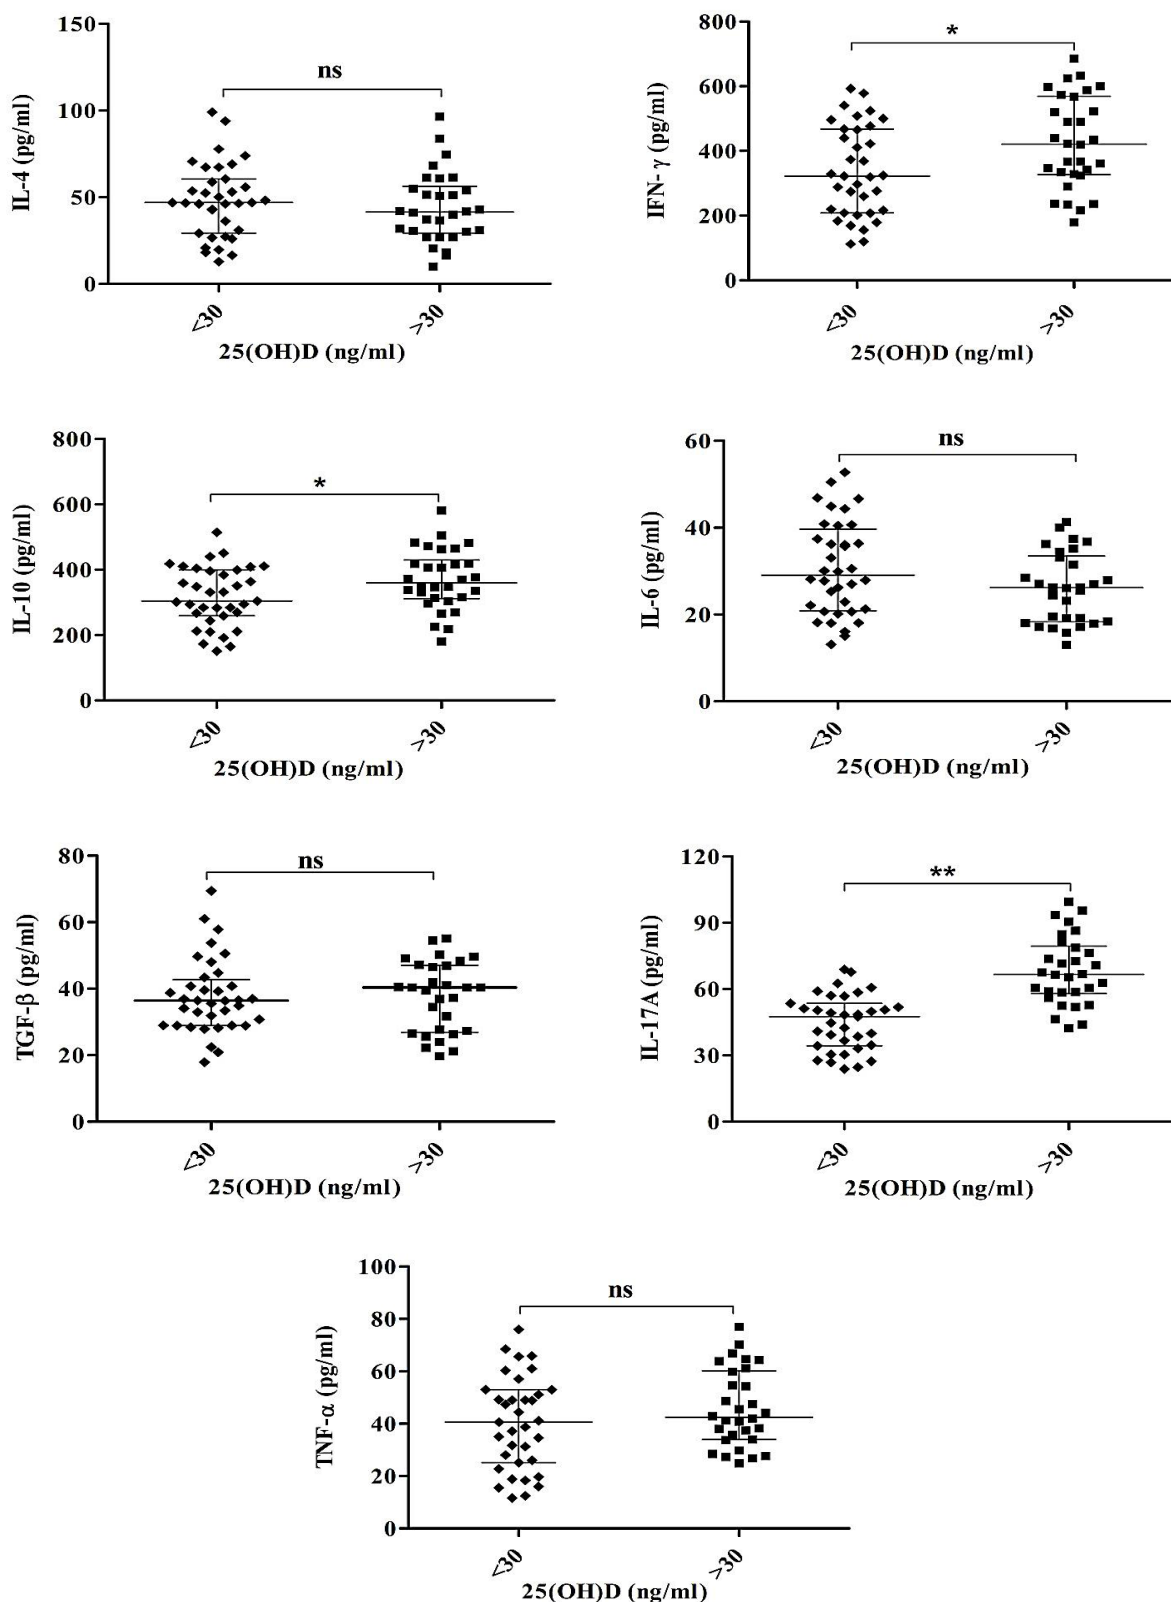 ns
IL-4 (pg/ml)
150
100
50
0
<30
>30
25(OH)D (ng/ml)
*
IFN- γ (pg/ml)
800
600
400
200
0
<30
>30
25(OH)D (ng/ml)
*
IL-10 (pg/ml)
800
600
400
200
0
<30
>30
25(OH)D (ng/ml)
ns
IL-6 (pg/ml)
60
40
20
0
<30
>30
25(OH)D (ng/ml)
ns
TGF-β (pg/ml)
80
60
40
20
0
<30
>30
25(OH)D (ng/ml)
**
IL-17A (pg/ml)
120
90
60
30
0
<30
>30
25(OH)D (ng/ml)
ns
TNF-α (pg/ml)
100
80
60
40
20
0
<30
>30
25(OH)D (ng/ml)